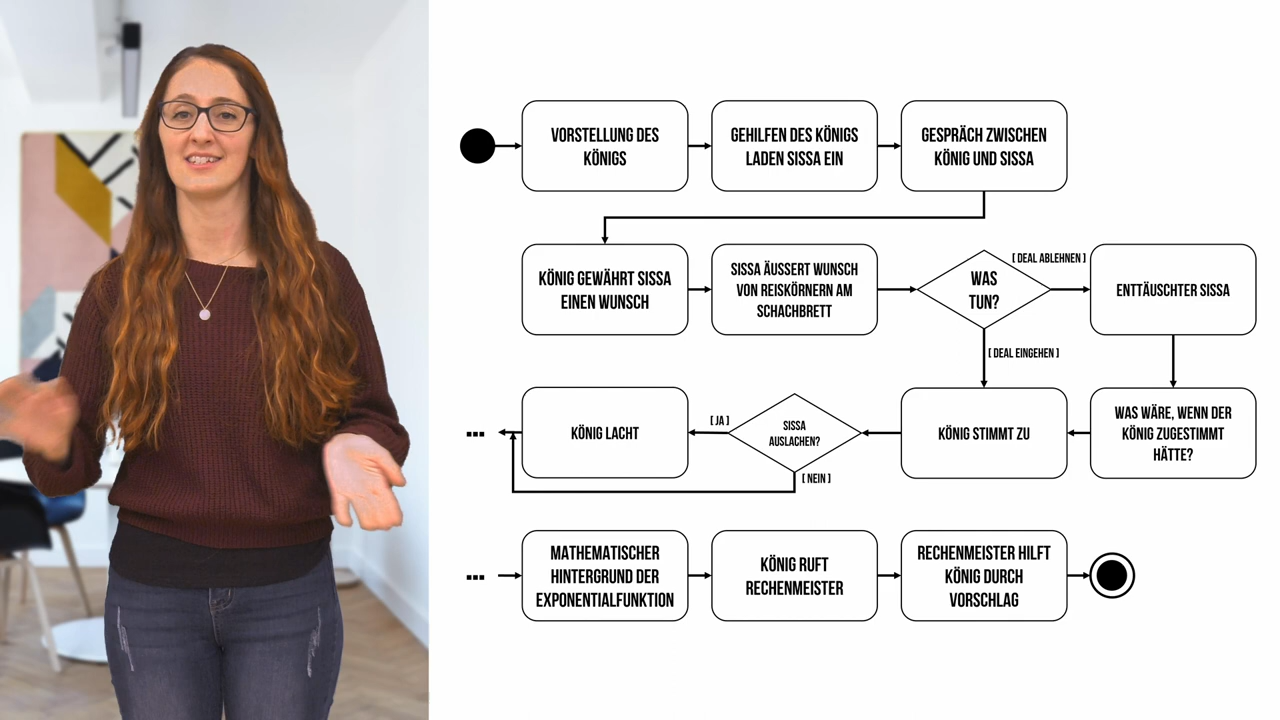 VORSTELLUNG DES
KÖNIGS
GEHILFEN DES KÖNIGS
LADEN SISSA EIN
GESPRÄCH ZWISCHEN
KÖNIG UND SISSA
KÖNIG GEWÄHRT SISSA
EINEN WUNSCH
SISSA ÄUSSERT WUNSCH
VON REISKÖRNERN AM
SCHACHBRETT
WAS
TUN?
[ DEAL ABLEHNEN ]
ENTTÄUSCHTER SISSA
[ DEAL EINGEHEN ]
WAS WÄRE, WENN DER
KÖNIG ZUGESTIMMT
HÄTTE?
KÖNIG STIMMT ZU
SISSA
AUSLACHEN?
[ JA ]
[ NEIN ]
KÖNIG LACHT
...
...
MATHEMATISCHER
HINTERGRUND DER
EXPONENTIALFUNKTION
KÖNIG RUFT
RECHENMEISTER
RECHENMEISTER HILFT
KÖNIG DURCH
VORSCHLAG